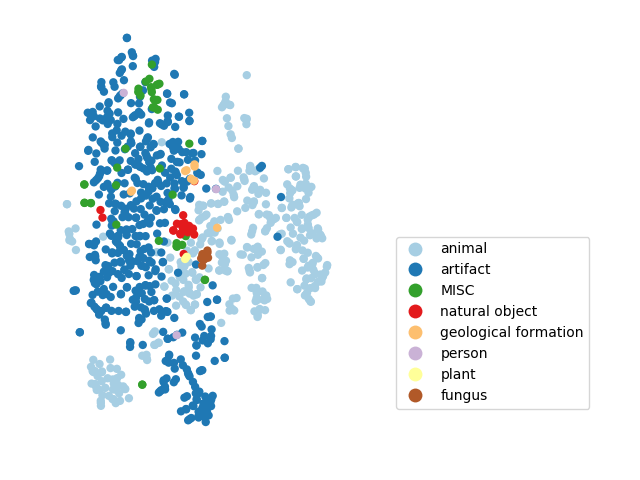 animal
artifact
MISC
natural object
geological formation
person
plant
fungus